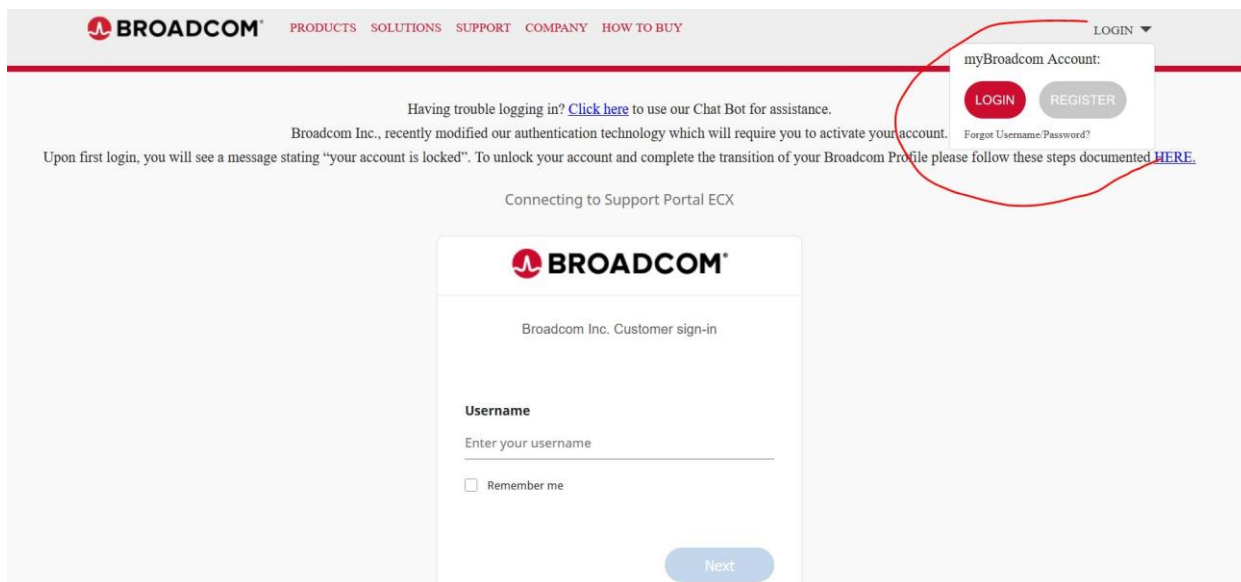 BROADCOM PRODUCTS SOLUTIONS SUPPORT COMPANY HOW TO BUY LOGIN
myBroadcom Account:
LOGIN REGISTER
Forgot Username/Password?
Having trouble logging in? Click here to use our Chat Bot for assistance.
Broadcom Inc., recently modified our authentication technology which will require you to activate your account.
Upon first login, you will see a message stating “your account is locked”. To unlock your account and complete the transition of your Broadcom Profile please follow these steps documented HERE.
Connecting to Support Portal ECX
BROADCOM
Broadcom Inc. Customer sign-in
Username
Enter your username
Remember me
Next